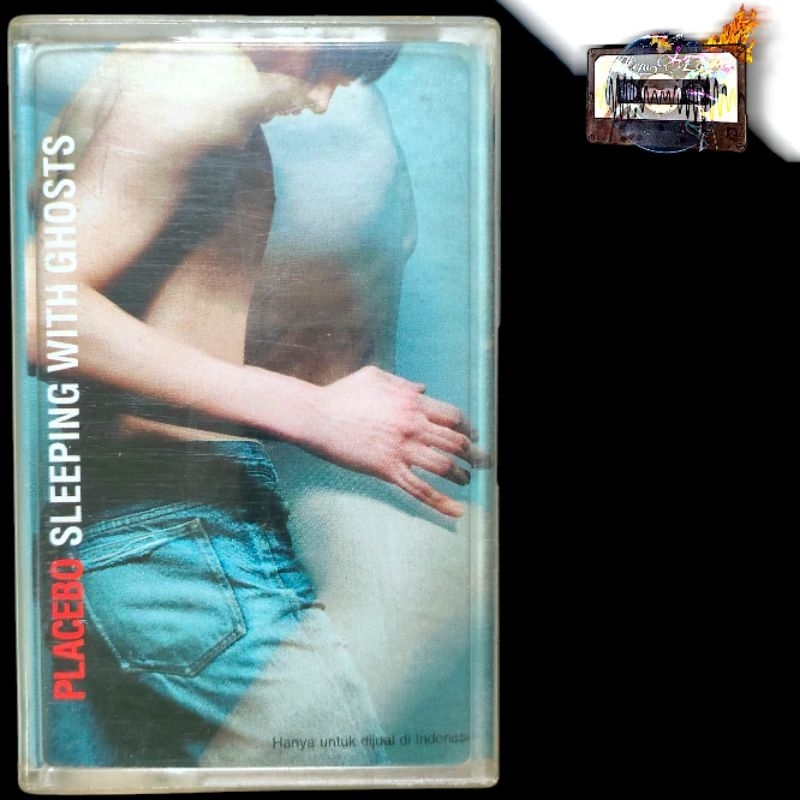 PLACEBO SLEEPING WITH GHOSTS
Hanya untuk dijual di Indonesia